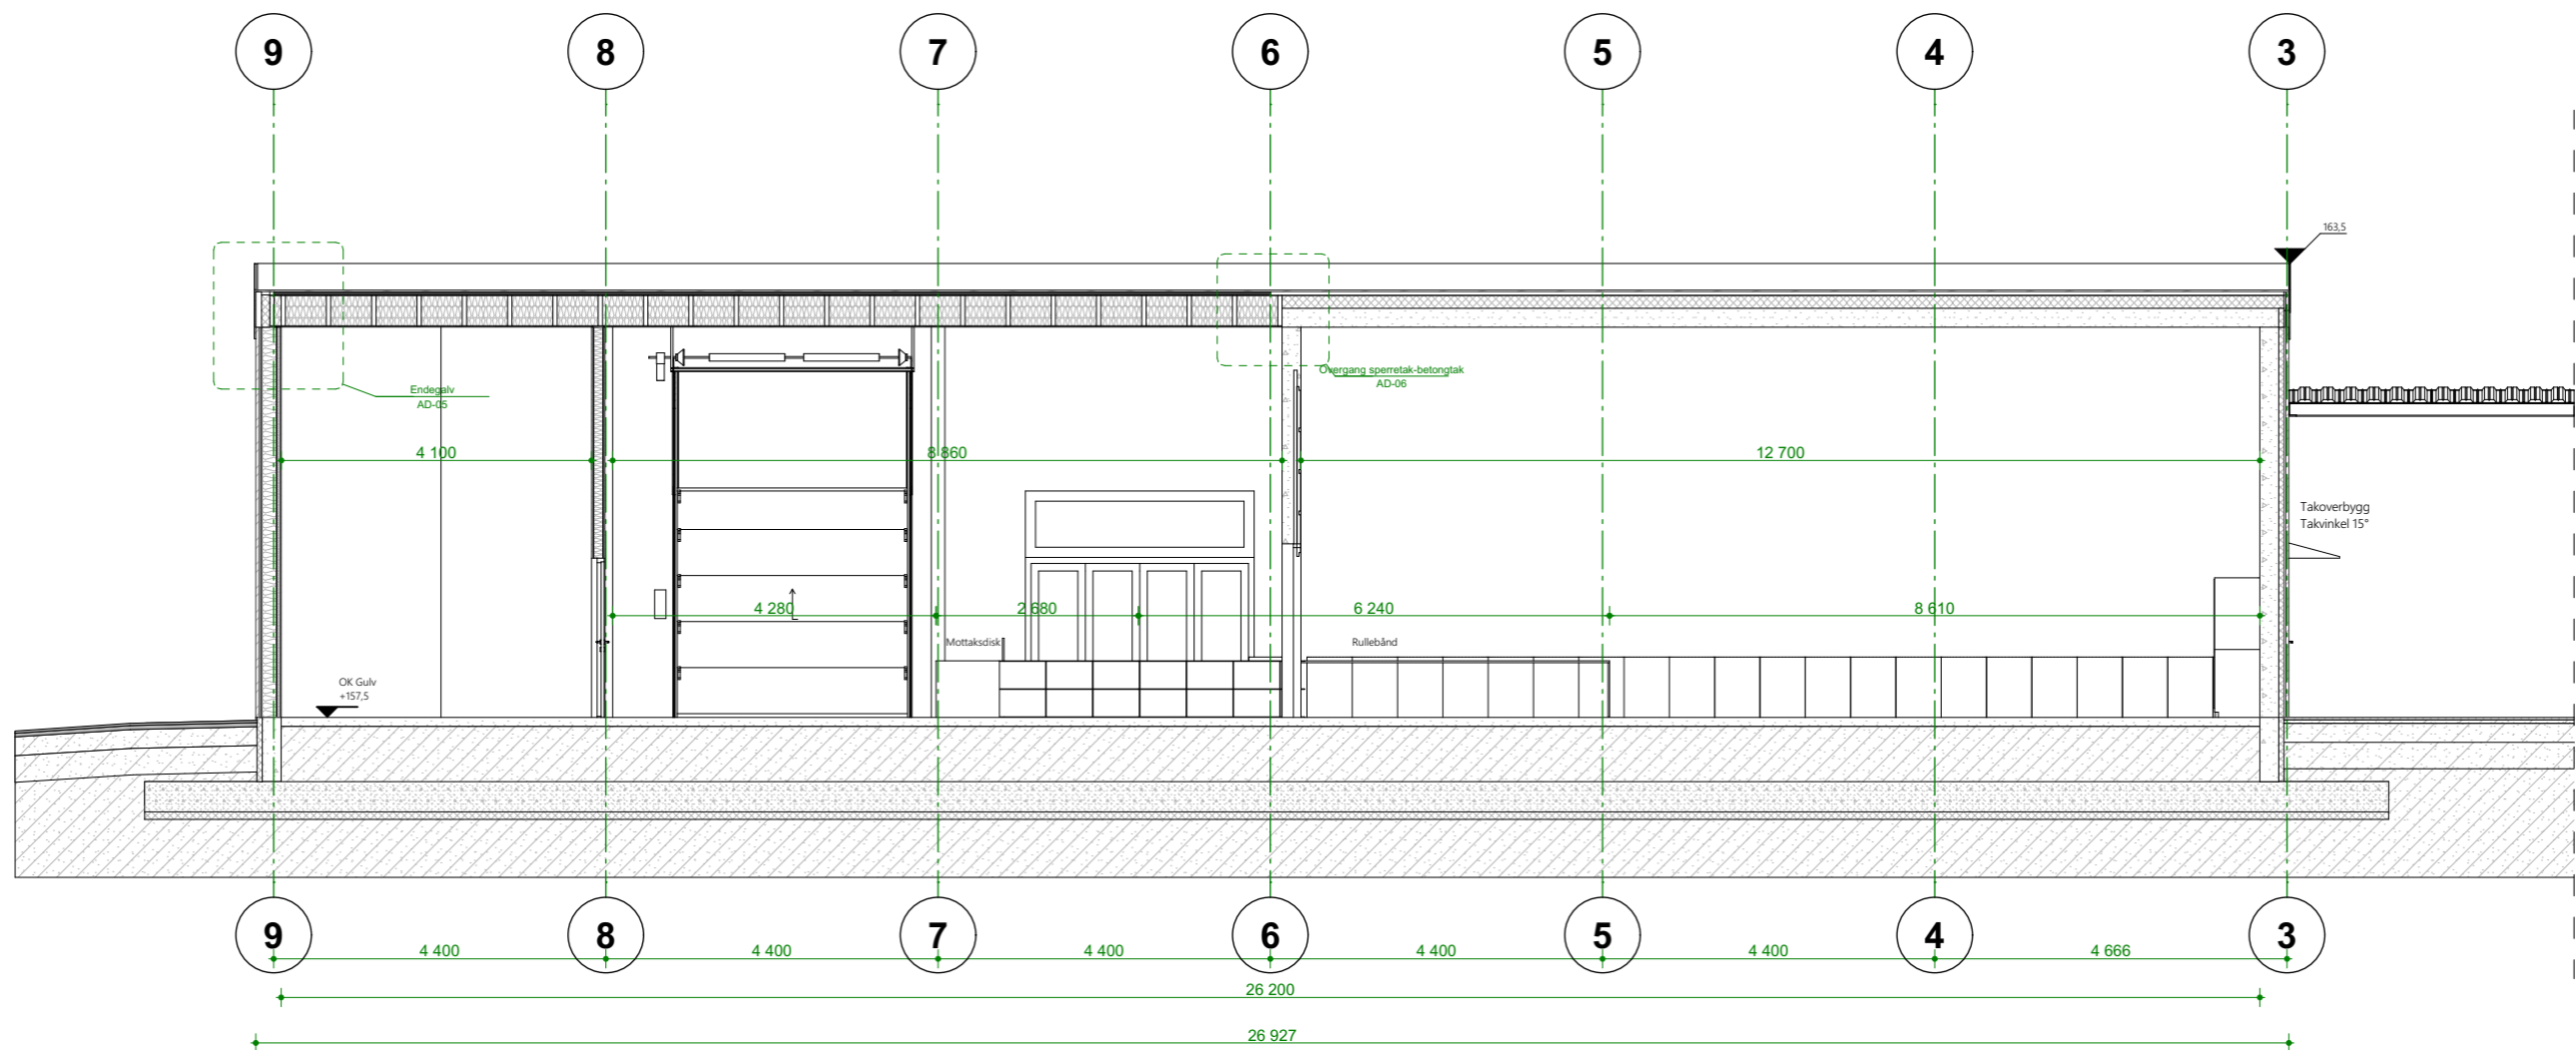 9 8 7 6 5 4 3
163,5
Endegalv
AD-05
Overgang sperretak-betongtak
AD-06
4 100 8 860 12 700
Takoverbygg
Takvinkel 15°
4 280 2 680 6 240 8 610
Mottaksdisk
Rullebånd
OK Gulv
+157,5
9 8 7 6 5 4 3
4 400 4 400 4 400 4 400 4 400 4 666
26 200
26 927